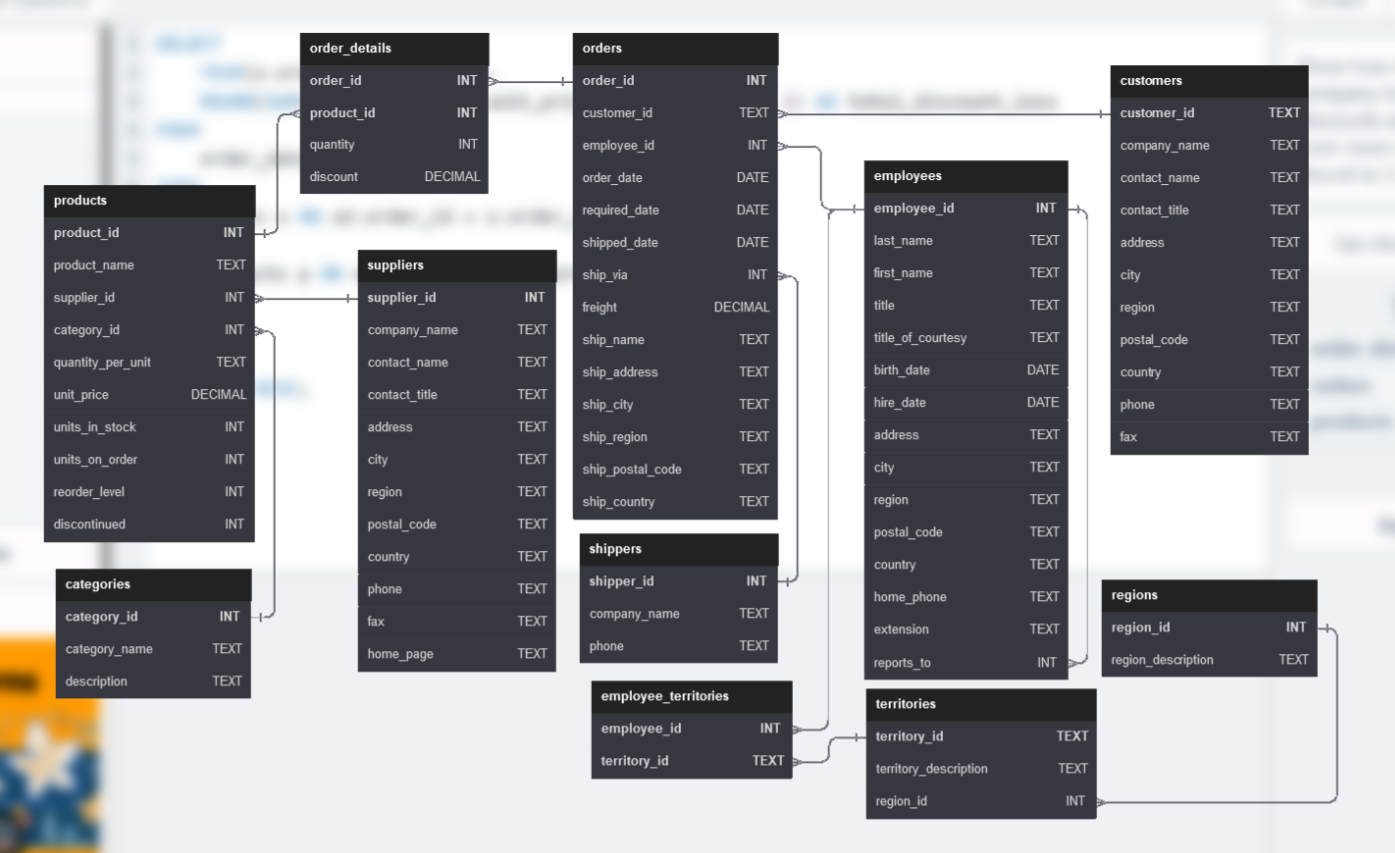 order_details
order_id INT
product_id INT
quantity INT
discount DECIMAL
orders
order_id INT
customer_id TEXT
employee_id INT
order_date DATE
required_date DATE
shipped_date DATE
ship_via INT
freight DECIMAL
ship_name TEXT
ship_address TEXT
ship_city TEXT
ship_region TEXT
ship_postal_code TEXT
ship_country TEXT
customers
customer_id TEXT
company_name TEXT
contact_name TEXT
contact_title TEXT
address TEXT
city TEXT
region TEXT
postal_code TEXT
country TEXT
phone TEXT
fax TEXT
employees
employee_id INT
last_name TEXT
first_name TEXT
title TEXT
title_of_courtesy TEXT
birth_date DATE
hire_date DATE
address TEXT
city TEXT
region TEXT
postal_code TEXT
country TEXT
home_phone TEXT
extension TEXT
reports_to INT
products
product_id INT
product_name TEXT
supplier_id INT
category_id INT
quantity_per_unit TEXT
unit_price DECIMAL
units_in_stock INT
units_on_order INT
reorder_level INT
discontinued INT
suppliers
supplier_id INT
company_name TEXT
contact_name TEXT
contact_title TEXT
address TEXT
city TEXT
region TEXT
postal_code TEXT
country TEXT
phone TEXT
fax TEXT
home_page TEXT
shippers
shipper_id INT
company_name TEXT
phone TEXT
categories
category_id INT
category_name TEXT
description TEXT
regions
region_id INT
region_description TEXT
employee_territories
employee_id INT
territory_id TEXT
territories
territory_id TEXT
territory_description TEXT
region_id INT